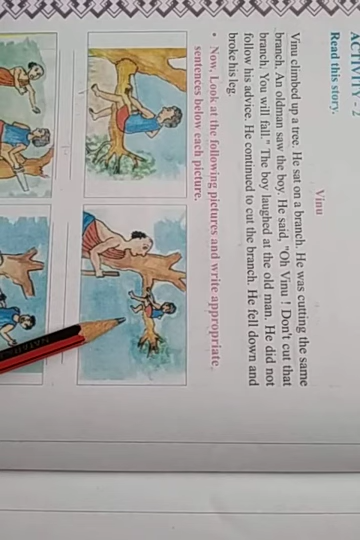 ACTIVITY 2
Read this story.
Vinu
Vinu climbed up a tree. He sat on a branch. He was cutting the same
branch. An oldman saw the boy. He said, "Oh Vinu ! Don't cut that
branch. You will fall." The boy laughed at the old man. He did not
follow his advice. He continued to cut the branch. He fell down and
broke his leg.
• Now, Look at the following pictures and write appropriate
sentences below each picture.